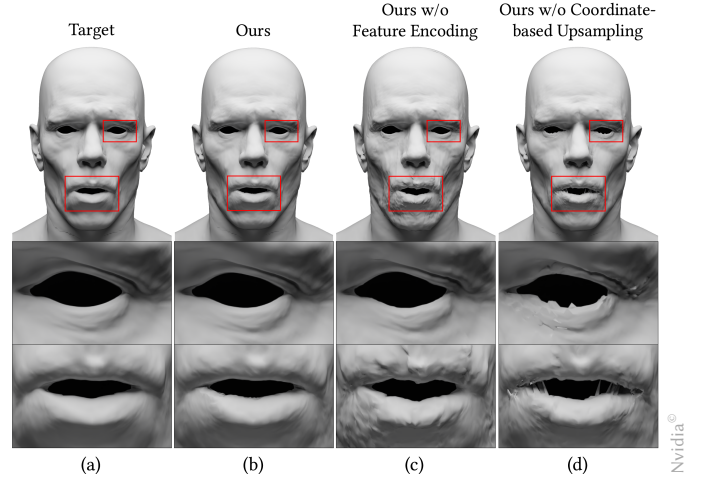 Target
Ours
Ours w/o
Feature Encoding
Ours w/o Coordinate-
based Upsampling
(a)
(b)
(c)
(d)
Nvidia©